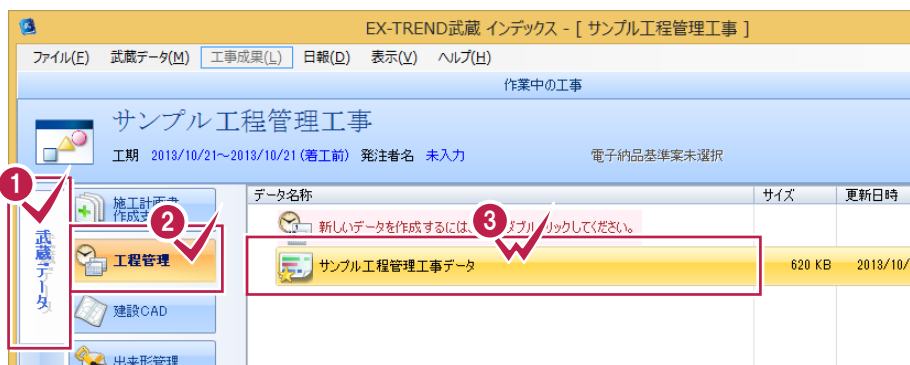 EX-TREND武蔵 インデックス - [ サンプル工程管理工事 ]
ファイル(F) 武蔵データ(M) 工事成果(L) 日報(D) 表示(V) ヘルプ(H)
作業中の工事
サンプル工程管理工事
工期 2013/10/21～2013/10/21 (着工前) 発注者名 未入力 電子納品基準案未選択
1
武蔵データ
施工計画書
作成支
2
工程管理
建設CAD
出来形管理
データ名称 サイズ 更新日時
新しいデータを作成するには、 ダブルクリックしてください。
3
サンプル工程管理工事データ 620 KB 2013/10/